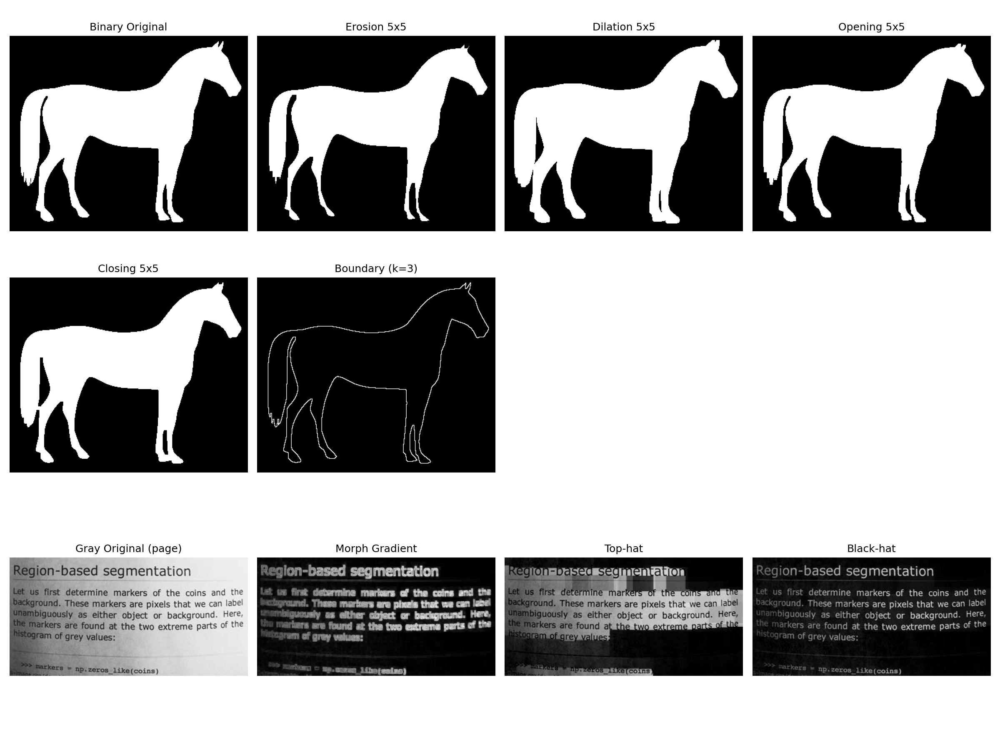 Binary Original
Erosion 5x5
Dilation 5x5
Opening 5x5
Closing 5x5
Boundary (k=3)
Gray Original (page)
Morph Gradient
Top-hat
Black-hat
Region-based segmentation
Let us first determine markers of the coins and the
background. These markers are pixels that we can label
unambiguously as either object or background. Here,
the markers are found at the two extreme parts of the
histogram of grey values:
>>> markers = np.zeros_like(coins)
Region-based segmentation
Let us first determine markers of the coins and the
background. These markers are pixels that we can label
unambiguously as either object or background. Here,
the markers are found at the two extreme parts of the
histogram of grey values:
>>> markers = np.zeros_like(coins)
Region-based segmentation
Let us first determine markers of the coins and the
background. These markers are pixels that we can label
unambiguously as either object or background. Here,
the markers are found at the two extreme parts of the
histogram of grey values:
>>> markers = np.zeros_like(coins)
Region-based segmentation
Let us first determine markers of the coins and the
background. These markers are pixels that we can label
unambiguously as either object or background. Here,
the markers are found at the two extreme parts of the
histogram of grey values:
>>> markers = np.zeros_like(coins)